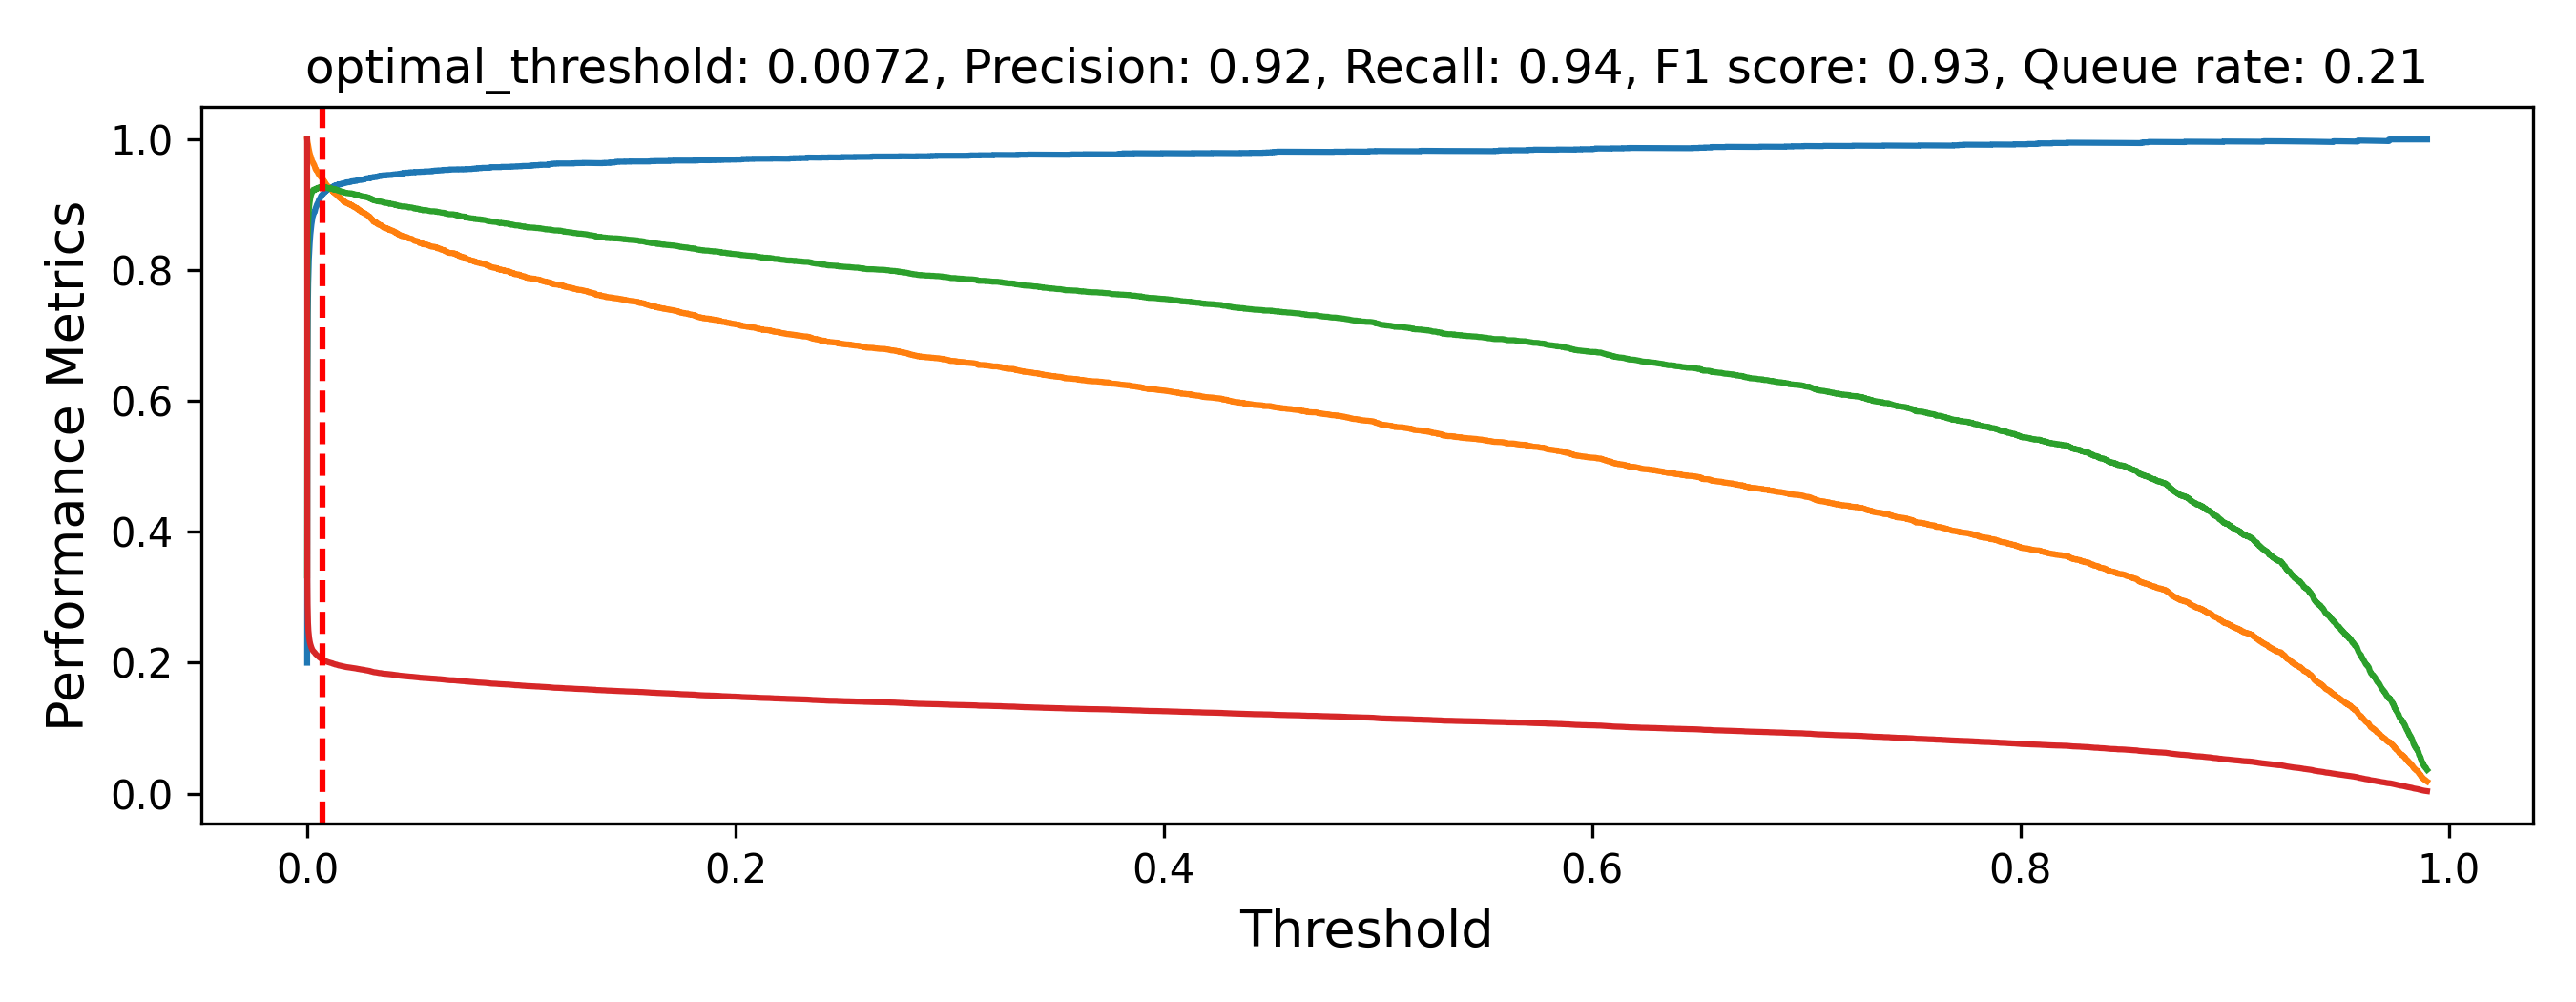 optimal_threshold: 0.0072, Precision: 0.92, Recall: 0.94, F1 score: 0.93, Queue rate: 0.21
Performance Metrics
1.0
0.8
0.6
0.4
0.2
0.0
0.0 0.2 0.4 0.6 0.8 1.0
Threshold